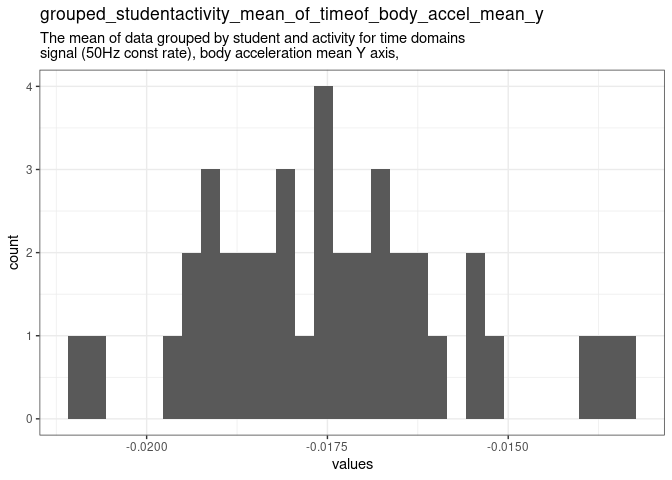 grouped_studentactivity_mean_of_timeof_body_accel_mean_y
The mean of data grouped by student and activity for time domains
signal (50Hz const rate), body acceleration mean Y axis,
4
3
2
1
0
count
-0.0200
-0.0175
-0.0150
values